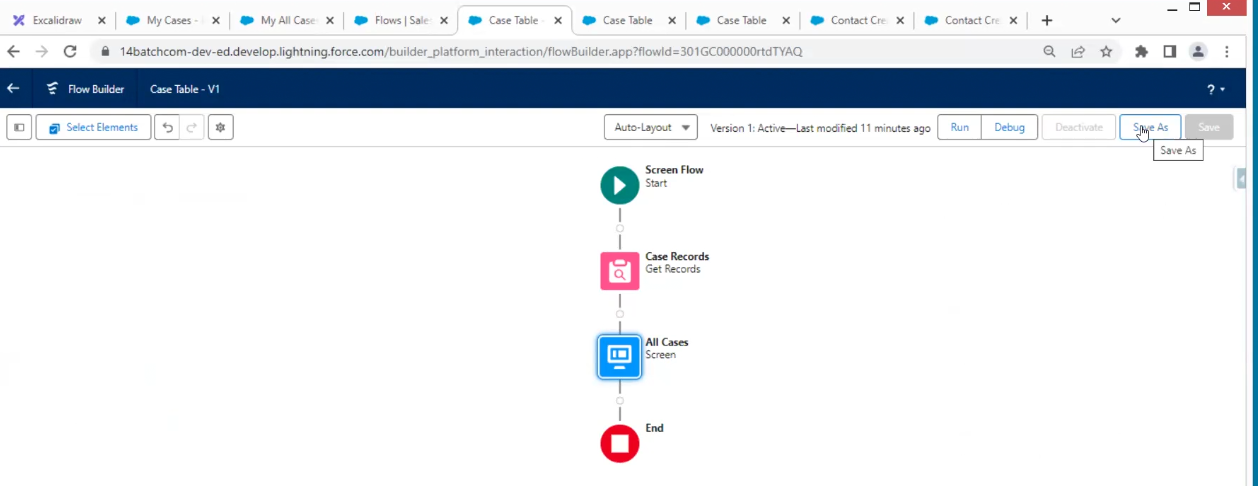 Excalidraw
My Cases -
My All Case
Flows | Sale
Case Table -
Case Table
Case Table
Contact Cre
Contact Cre
14batchcom-dev-ed.develop.lightning.force.com/builder_platform_interaction/flowBuilder.app?flowId=301GC000000rtdTYAQ
Flow Builder
Case Table - V1
?
Select Elements
Auto-Layout
Version 1: Active—Last modified 11 minutes ago
Run
Debug
Deactivate
Save As
Save
Save As
Screen Flow
Start
Case Records
Get Records
All Cases
Screen
End